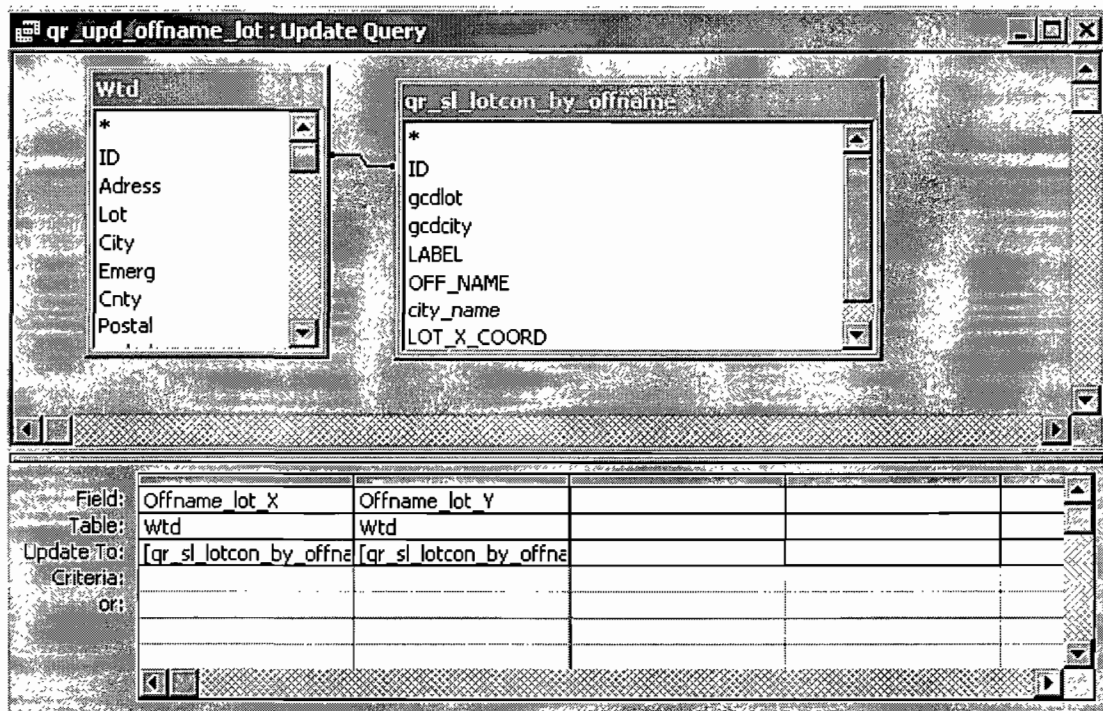 qr_upd_offname_lot : Update Query
Wtd
*
ID
Adress
Lot
City
Emerg
Cnty
Postal
qr_sl_lotcon_by_offname
*
ID
gcdlot
gcdcity
LABEL
OFF_NAME
city_name
LOT_X_COORD
Field: Offname_lot_X Offname_lot_Y
Table: Wtd Wtd
Update To: [qr_sl_lotcon_by_offna [qr_sl_lotcon_by_offna
Criteria:
or: